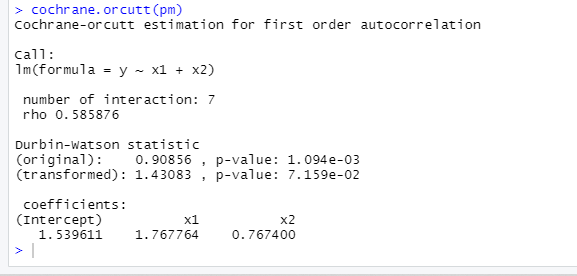 > cochrane.orcutt(pm)
Cochrane-orcutt estimation for first order autocorrelation
Call:
lm(formula = y ~ x1 + x2)
number of interaction: 7
rho 0.585876
Durbin-Watson statistic
(original):    0.90856 , p-value: 1.094e-03
(transformed): 1.43083 , p-value: 7.159e-02
coefficients:
(Intercept)          x1          x2
1.539611    1.767764    0.767400
>